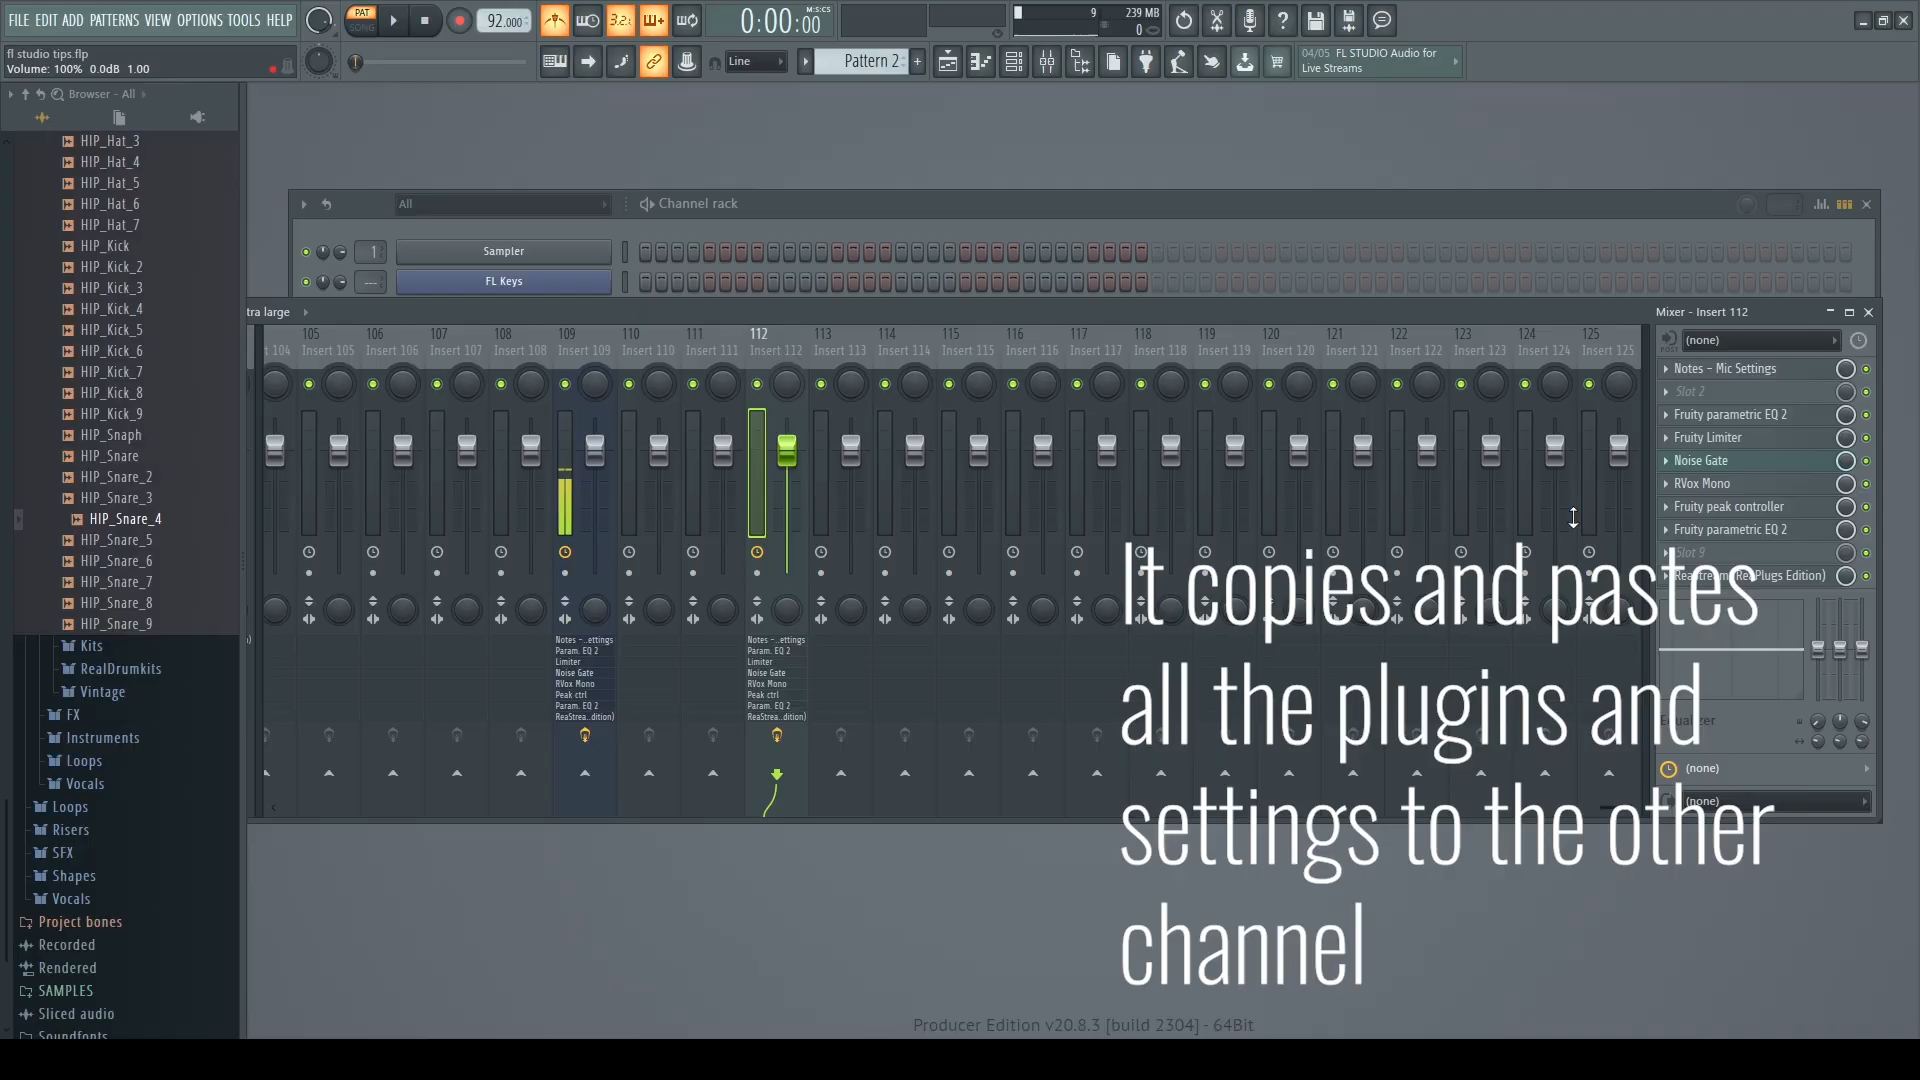 FILE EDIT ADD PATTERNS VIEW OPTIONS TOOLS HELP
PAT
SONG
92.000
3.2.
0:00:00
M:S:CS
9
239 MB
0
fl studio tips.flp
Volume: 100% 0.0dB 1.00
Line
Pattern 2
04/05 FL STUDIO Audio for
Live Streams
Browser - All
HIP_Hat_3
HIP_Hat_4
HIP_Hat_5
HIP_Hat_6
HIP_Hat_7
HIP_Kick
HIP_Kick_2
HIP_Kick_3
HIP_Kick_4
HIP_Kick_5
HIP_Kick_6
HIP_Kick_7
HIP_Kick_8
HIP_Kick_9
HIP_Snaph
HIP_Snare
HIP_Snare_2
HIP_Snare_3
HIP_Snare_4
HIP_Snare_5
HIP_Snare_6
HIP_Snare_7
HIP_Snare_8
HIP_Snare_9
Kits
RealDrumkits
Vintage
FX
Instruments
Loops
Vocals
Loops
Risers
SFX
Shapes
Vocals
Project bones
Recorded
Rendered
SAMPLES
Sliced audio
Soundfonts
All
Channel rack
1 Sampler
--- FL Keys
tra large
Mixer - Insert 112
105 106 107 108 109 110 111 112 113 114 115 116 117 118 119 120 121 122 123 124 125
t 104 Insert 105 Insert 106 Insert 107 Insert 108 Insert 109 Insert 110 Insert 111 Insert 112 Insert 113 Insert 114 Insert 115 Insert 116 Insert 117 Insert 118 Insert 119 Insert 120 Insert 121 Insert 122 Insert 123 Insert 124 Insert 125
Notes -..ettings
Param. EQ 2
Limiter
Noise Gate
RVox Mono
Peak ctrl
Param. EQ 2
ReaStrea..dition)
Notes -..ettings
Param. EQ 2
Limiter
Noise Gate
RVox Mono
Peak ctrl
Param. EQ 2
ReaStrea..dition)
POST
(none)
Notes - Mic Settings
Slot 2
Fruity parametric EQ 2
Fruity Limiter
Noise Gate
RVox Mono
Fruity peak controller
Fruity parametric EQ 2
Slot 9
Reastream (ReaPlugs Edition)
Equalizer
(none)
(none)
It copies and pastes
all the plugins and
settings to the other
channel
Producer Edition v20.8.3 [build 2304] - 64Bit